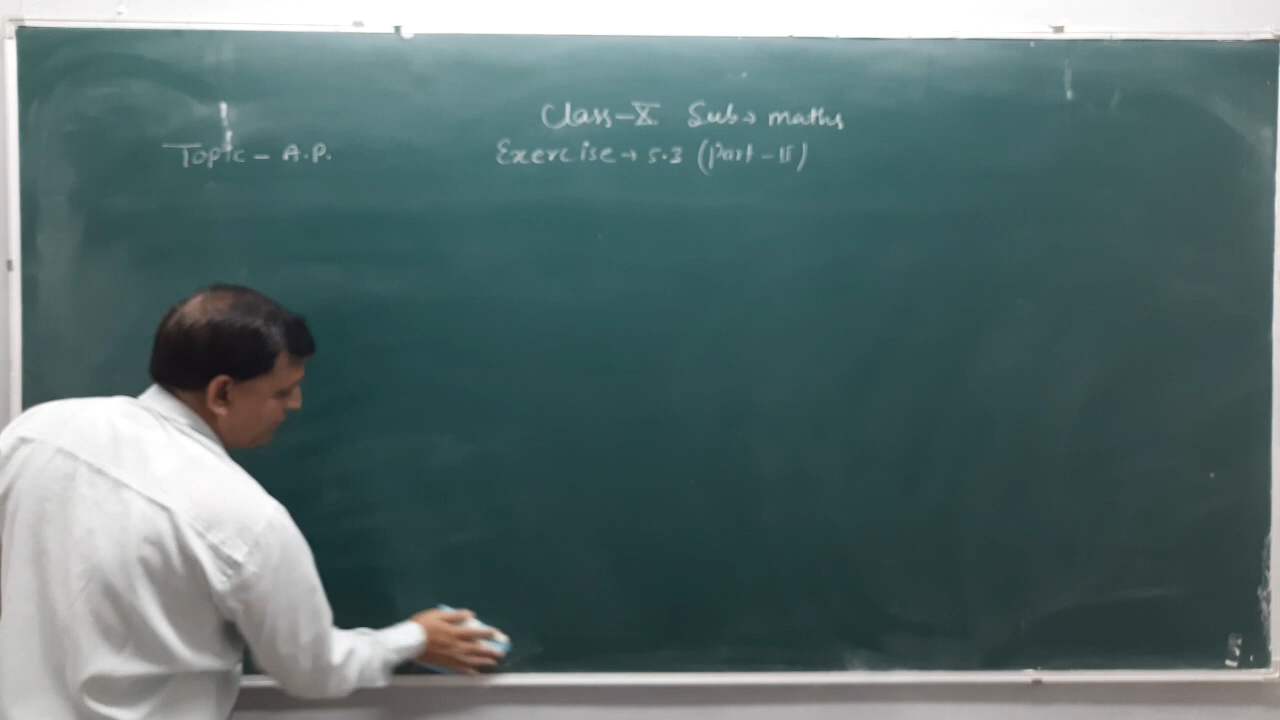 Class-X Sub→ maths
Topic - A.P.
Exercise→ 5.3 (Part-II)